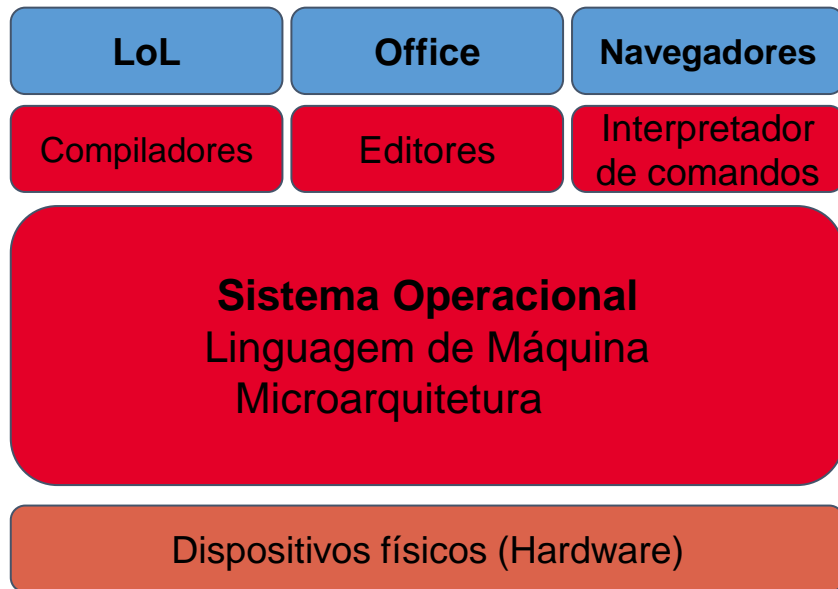 LoL
Office
Navegadores
Compiladores
Editores
Interpretador
de comandos
Sistema Operacional
Linguagem de Máquina
Microarquitetura
Dispositivos físicos (Hardware)